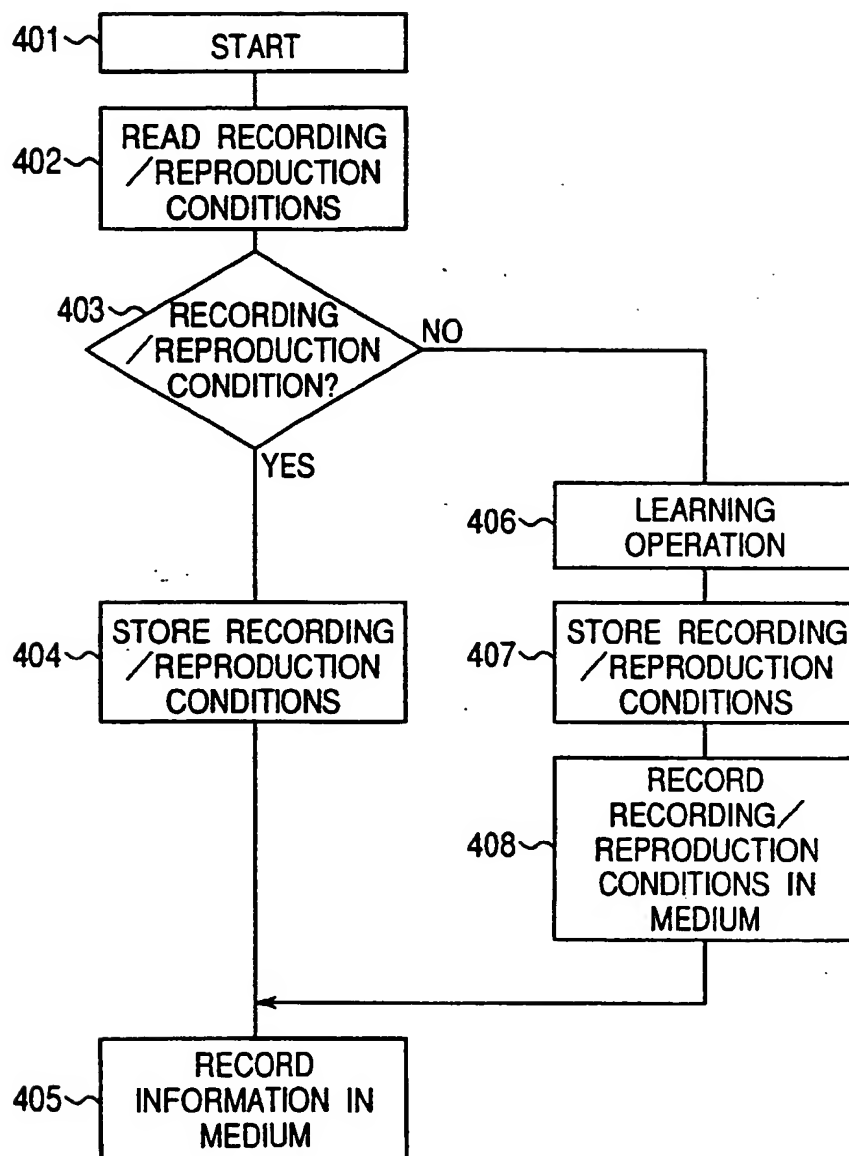 401
START
402
READ RECORDING
/REPRODUCTION
CONDITIONS
403
RECORDING
/REPRODUCTION
CONDITION?
NO
YES
406
LEARNING
OPERATION
404
STORE RECORDING
/REPRODUCTION
CONDITIONS
407
STORE RECORDING
/REPRODUCTION
CONDITIONS
408
RECORD
RECORDING/
REPRODUCTION
CONDITIONS IN
MEDIUM
405
RECORD
INFORMATION IN
MEDIUM